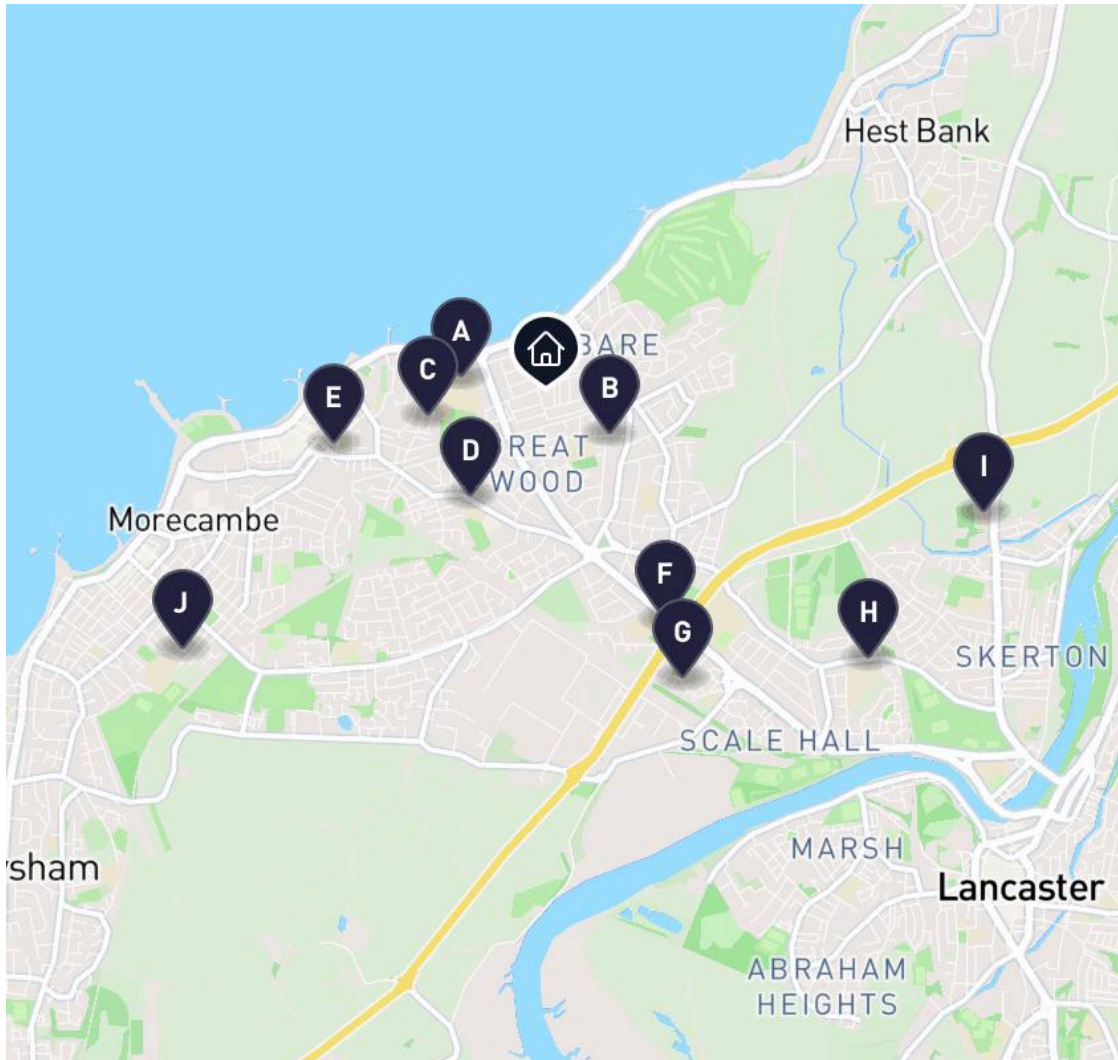 Hest Bank
A
BARE
C
B
E
D
REAT
WOOD
I
Morecambe
F
J
H
G
SKERTON
SCALE HALL
MARSH
ysham
Lancaster
ABRAHAM
HEIGHTS